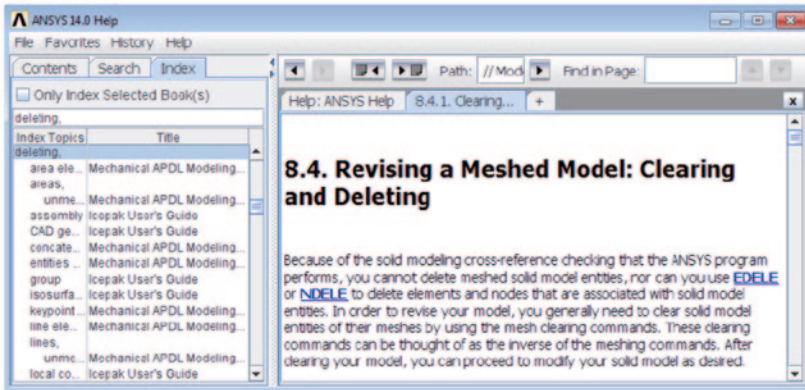 ANSYS 14.0 Help
File Favorites History Help
Contents Search Index
Only Index Selected Book(s)
deleting,
Index Topics Title
deleting,
area ele... Mechanical APDL Modeling...
areas,
unme... Mechanical APDL Modeling...
assembly Icepak User's Guide
CAD ge... Icepak User's Guide
concate... Mechanical APDL Modeling...
entities ... Mechanical APDL Modeling...
group Icepak User's Guide
isosurfa... Icepak User's Guide
keypoint... Mechanical APDL Modeling...
line ele... Mechanical APDL Modeling...
lines,
unmc... Mechanical APDL Modeling...
local co... Icepak User's Guide
Path: // Mod Find in Page:
Help: ANSYS Help 8.4.1. Clearing... + x
8.4. Revising a Meshed Model: Clearing
and Deleting
Because of the solid modeling cross-reference checking that the ANSYS program
performs, you cannot delete meshed solid model entities, nor can you use EDELE
or NDELE to delete elements and nodes that are associated with solid model
entities. In order to revise your model, you generally need to clear solid model
entities of their meshes by using the mesh clearing commands. These clearing
commands can be thought of as the inverse of the meshing commands. After
clearing your model, you can proceed to modify your solid model as desired.